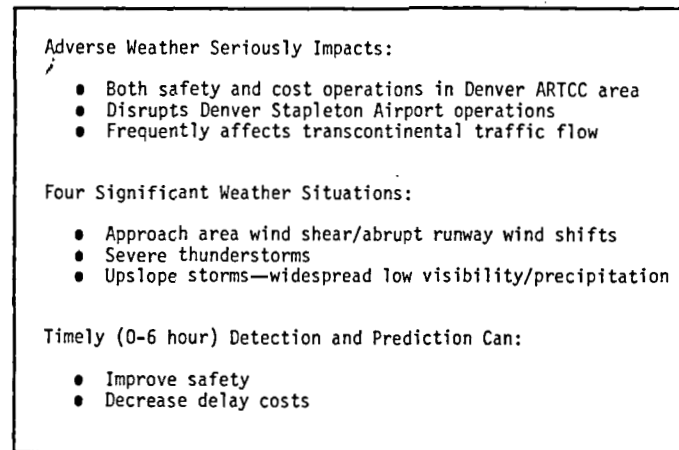 Adverse Weather Seriously Impacts:
● Both safety and cost operations in Denver ARTCC area
● Disrupts Denver Stapleton Airport operations
● Frequently affects transcontinental traffic flow
Four Significant Weather Situations:
● Approach area wind shear/abrupt runway wind shifts
● Severe thunderstorms
● Upslope storms—widespread low visibility/precipitation
Timely (0-6 hour) Detection and Prediction Can:
● Improve safety
● Decrease delay costs